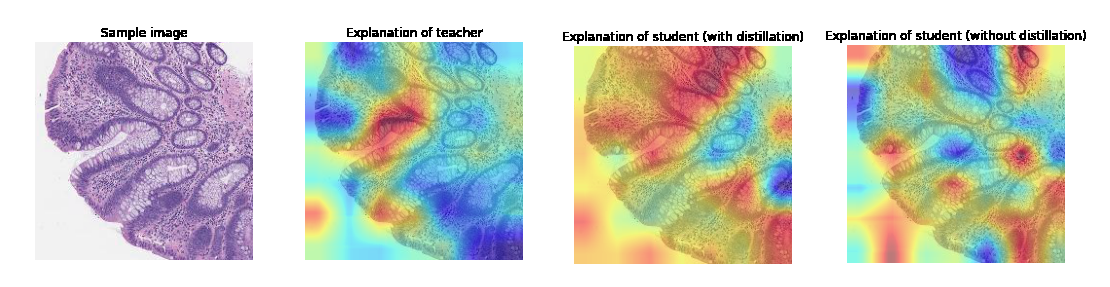 Sample image
Explanation of teacher
Explanation of student (with distillation)
Explanation of student (without distillation)